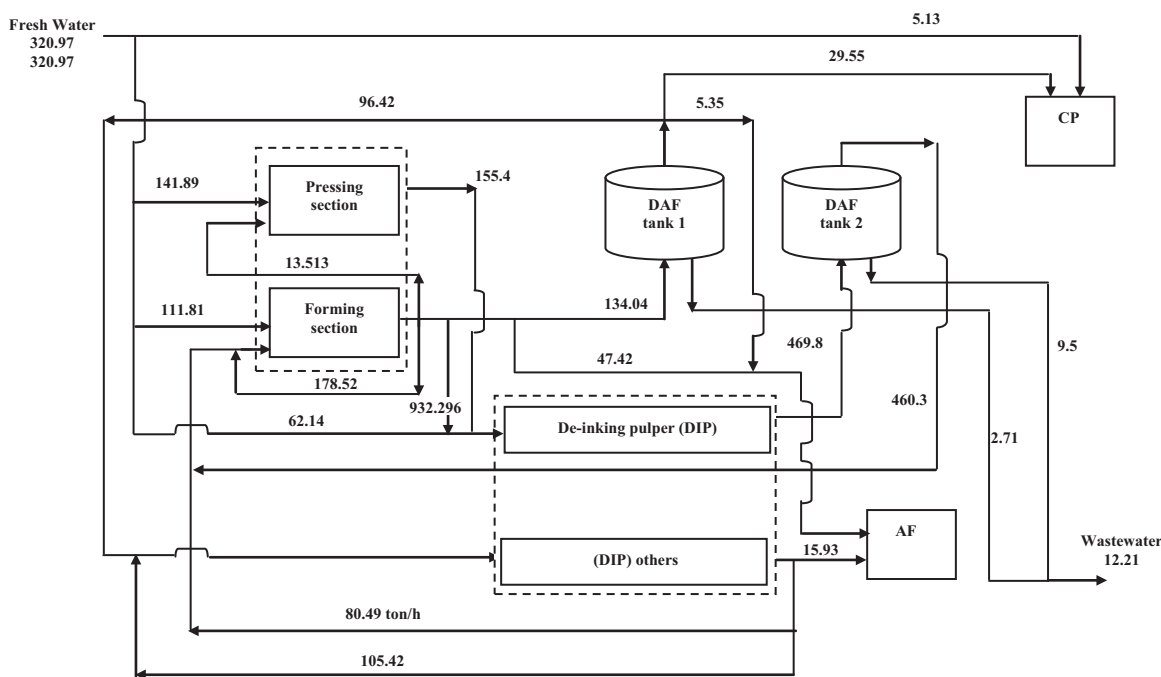 Fresh Water
320.97
320.97
5.13
29.55
CP
96.42
5.35
141.89
Pressing
section
155.4
DAF
tank 1
DAF
tank 2
13.513
111.81
Forming
section
134.04
469.8
47.42
9.5
178.52
932.296
460.3
62.14
De-inking pulper (DIP)
2.71
AF
(DIP) others
15.93
Wastewater
12.21
80.49 ton/h
105.42